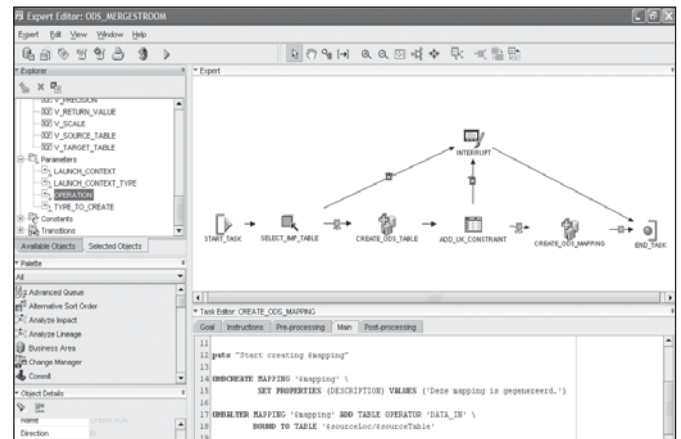 Expert Editor: ODS_MERGESTROOM
Expert Edit View Window Help
Explorer
V_PRECISION
V_RETURN_VALUE
V_SCALE
V_SOURCE_TABLE
V_TARGET_TABLE
Parameters
LAUNCH_CONTEXT
LAUNCH_CONTEXT_TYPE
OPERATION
TYPE_TO_CREATE
Constants
Transitions
Available Objects Selected Objects
Palette
All
Advanced Queue
Alternative Sort Order
Analyze Impact
Analyze Lineage
Business Area
Change Manager
Commit
Object Details
Name OPERATION
Direction IN
Expert
INTERRUPT
START_TASK SELECT_IMP_TABLE CREATE_ODS_TABLE ADD_UK_CONSTRAINT CREATE_ODS_MAPPING END_TASK
Task Editor: CREATE_ODS_MAPPING
Goal Instructions Pre-processing Main Post-processing
11
12 puts "Start creating &mapping"
13
14 OMBCREATE MAPPING '&mapping' \
15 SET PROPERTIES (DESCRIPTION) VALUES ('Deze mapping is gegenereerd.')
16
17 OMBALTER MAPPING '&mapping' ADD TABLE OPERATOR 'DATA_IN' \
18 BOUND TO TABLE '&sourceLoc/&sourceTable'
19